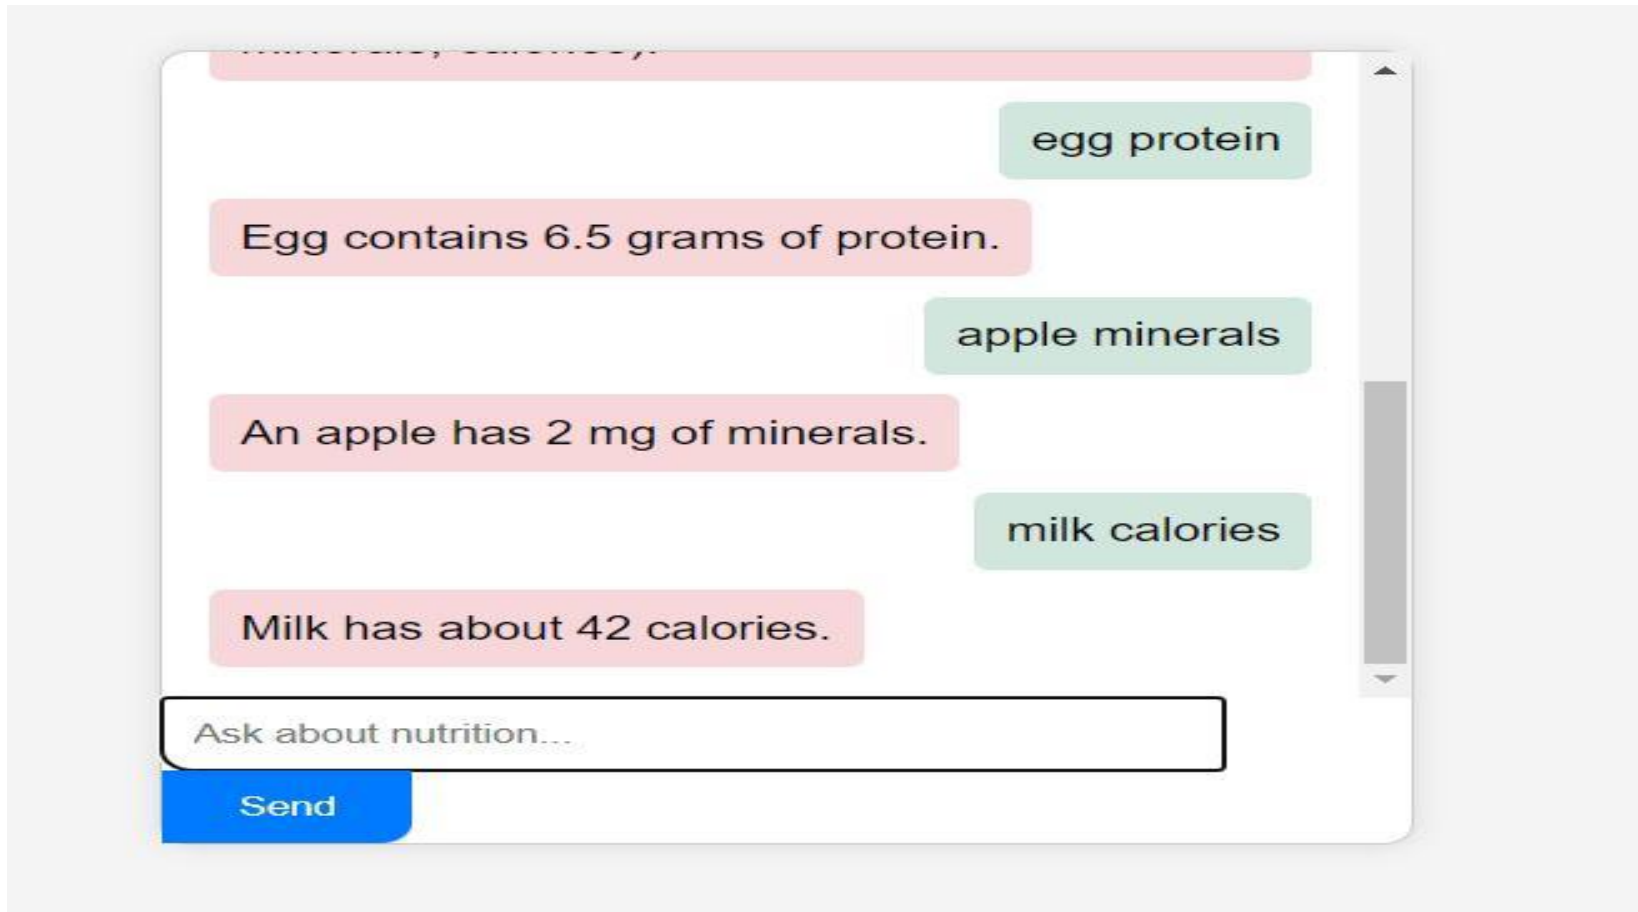 egg protein
Egg contains 6.5 grams of protein.
apple minerals
An apple has 2 mg of minerals.
milk calories
Milk has about 42 calories.
Ask about nutrition...
Send